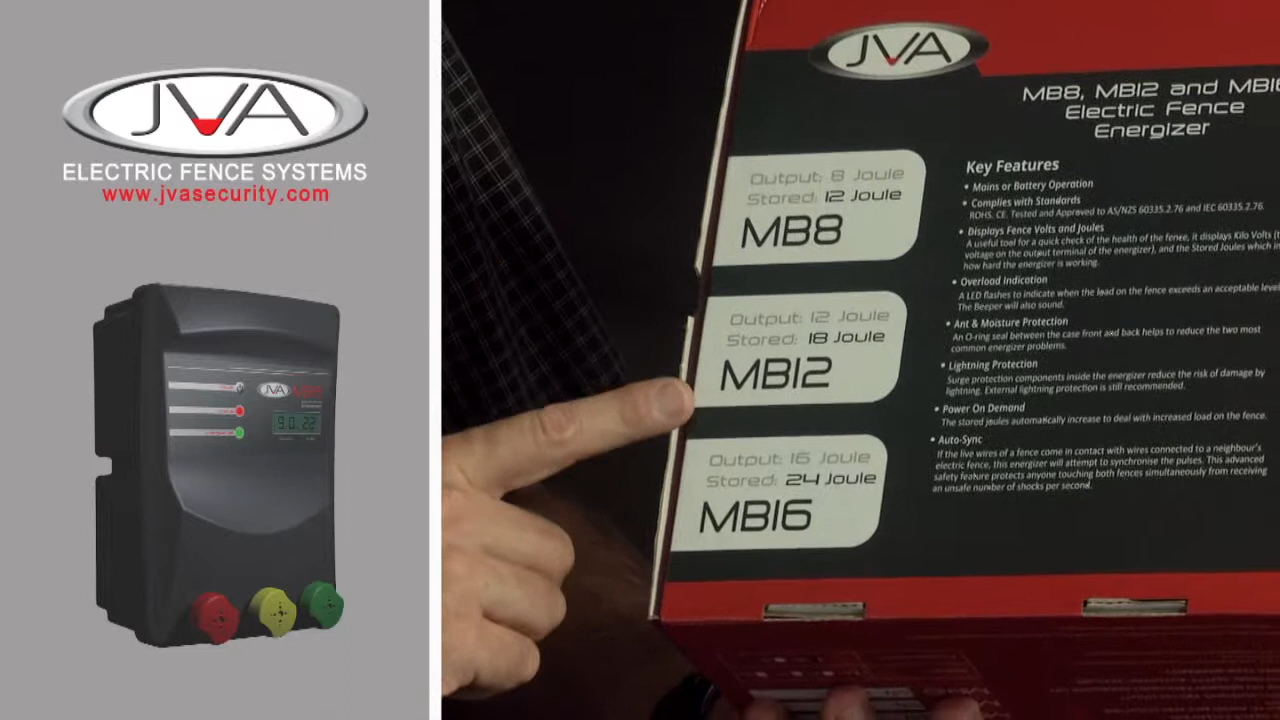 JVA
ELECTRIC FENCE SYSTEMS
www.jvasecurity.com
JVA
9.0. 22
JVA
MB8, MB12 and MB16
Electric Fence
Energizer
Output: 8 Joule
Stored: 12 Joule
MB8
Output: 12 Joule
Stored: 18 Joule
MB12
Output: 16 Joule
Stored: 24 Joule
MB16
Key Features
• Mains or Battery Operation
• Complies with Standards
ROHS, CE. Tested and Approved to AS/NZS 60335.2.76 and IEC 60335.2.76.
• Displays Fence Volts and Joules
A useful tool for a quick check of the health of the fence, it displays Kilo Volts (t
voltage on the output terminal of the energizer), and the Stored Joules which in
how hard the energizer is working.
• Overload Indication
A LED flashes to indicate when the load on the fence exceeds an acceptable level
The Beeper will also sound.
• Ant & Moisture Protection
An O-ring seal between the case front and back helps to reduce the two most
common energizer problems.
• Lightning Protection
Surge protection components inside the energizer reduce the risk of damage by
lightning. External lightning protection is still recommended.
• Power On Demand
The stored joules automatically increase to deal with increased load on the fence.
• Auto-Sync
If the live wires of a fence come in contact with wires connected to a neighbour's
electric fence, this energizer will attempt to synchronise the pulses. This advanced
safety feature protects anyone touching both fences simultaneously from receiving
an unsafe number of shocks per second.